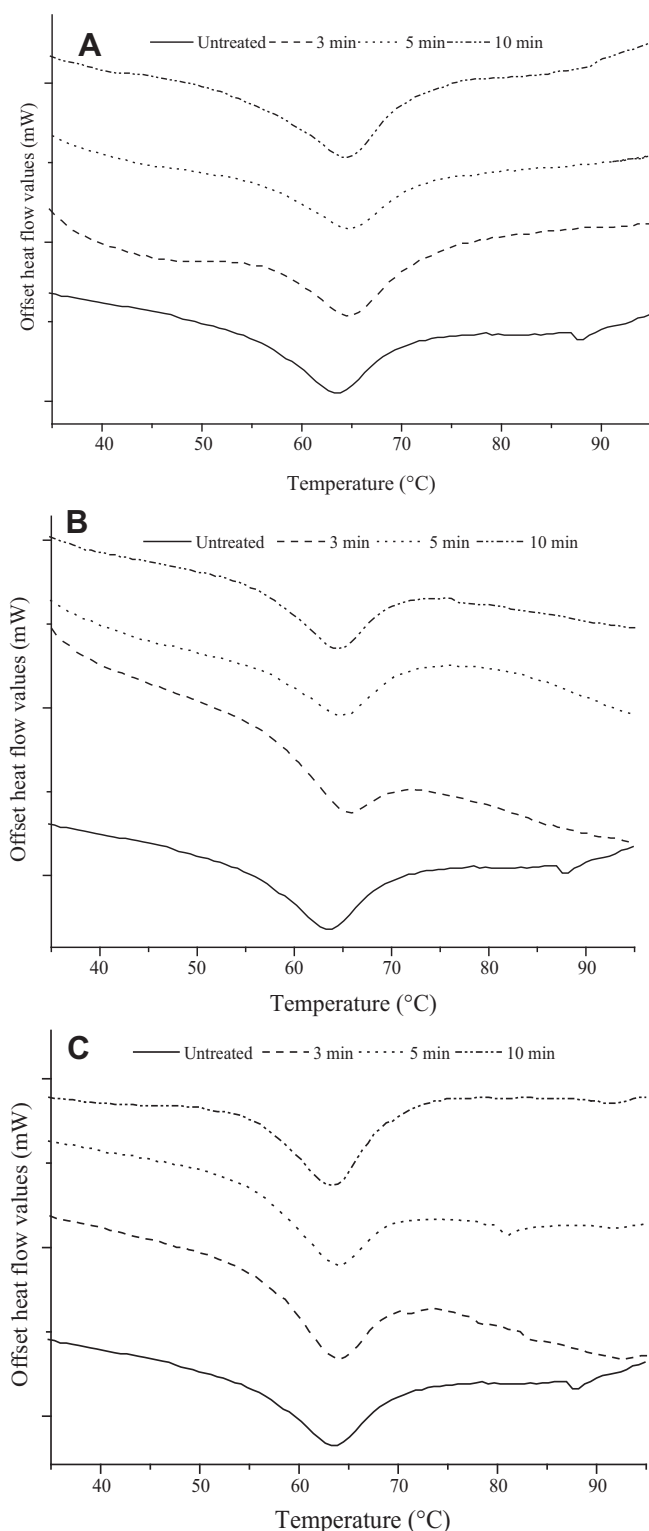 A
Untreated 3 min 5 min 10 min
Offset heat flow values (mW)
40 50 60 70 80 90
Temperature (°C)
B
Untreated 3 min 5 min 10 min
Offset heat flow values (mW)
40 50 60 70 80 90
Temperature (°C)
C
Untreated 3 min 5 min 10 min
Offset heat flow values (mW)
40 50 60 70 80 90
Temperature (°C)